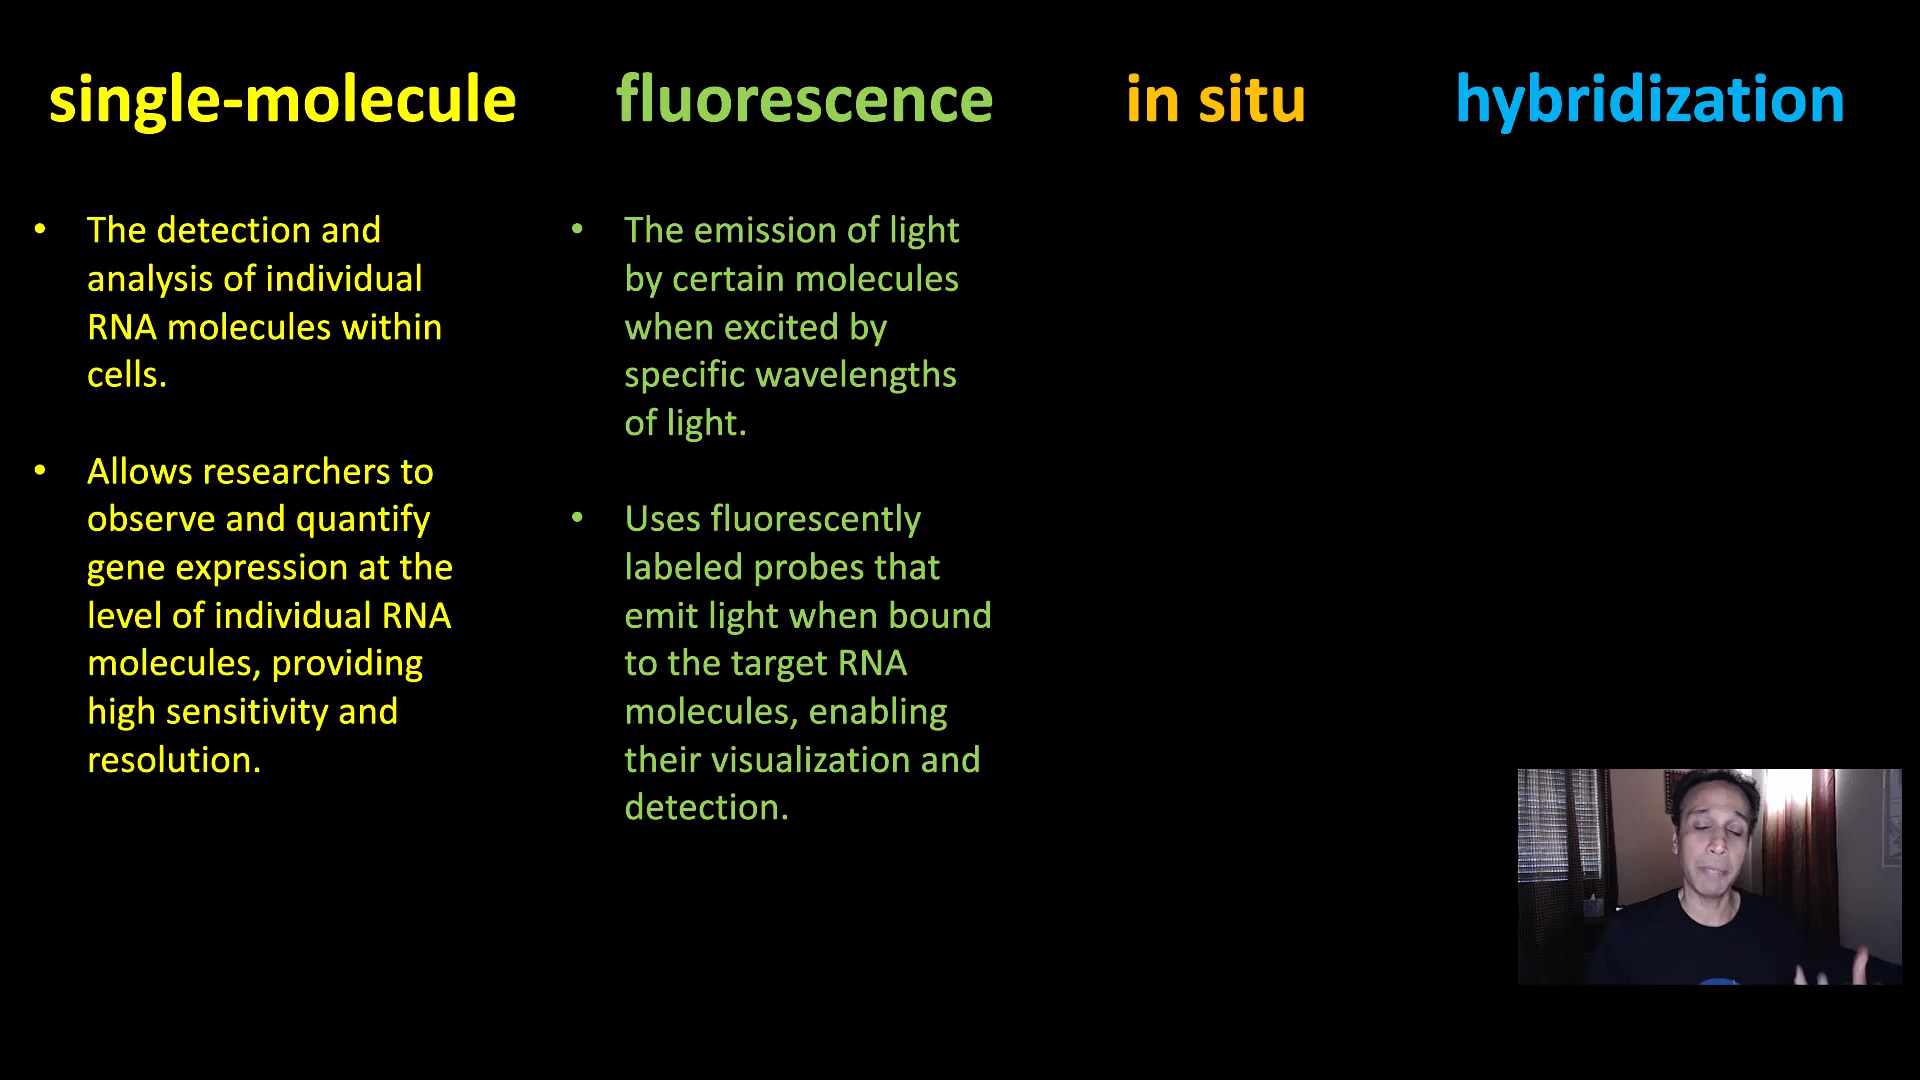 single-molecule fluorescence in situ hybridization
• The detection and
analysis of individual
RNA molecules within
cells.
• Allows researchers to
observe and quantify
gene expression at the
level of individual RNA
molecules, providing
high sensitivity and
resolution.
• The emission of light
by certain molecules
when excited by
specific wavelengths
of light.
• Uses fluorescently
labeled probes that
emit light when bound
to the target RNA
molecules, enabling
their visualization and
detection.